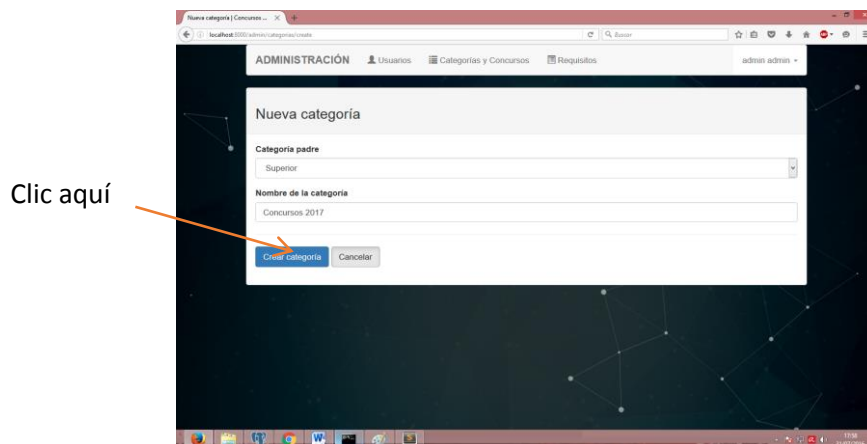 Nueva categoría | Concursos ...
localhost:5000/admin/categorias/create
Buscar
ADMINISTRACIÓN Usuarios Categorías y Concursos Requisitos admin admin
Nueva categoría
Categoría padre
Superior
Nombre de la categoría
Concursos 2017
Clic aquí
Crear categoría Cancelar